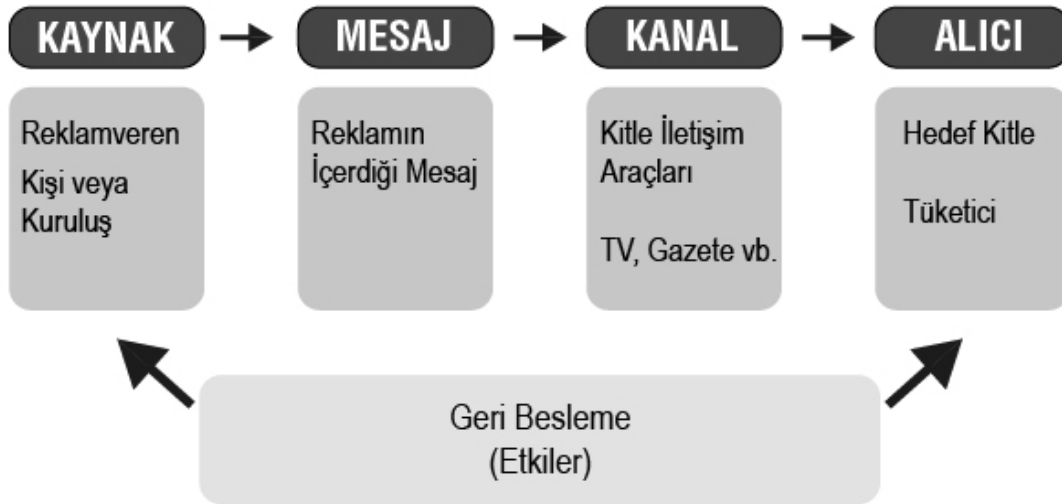 KAYNAK
MESAJ
KANAL
ALICI
Reklamveren
Kişi veya
Kuruluş
Reklamın
İçerdiği Mesaj
Kitle İletişim
Araçları
TV, Gazete vb.
Hedef Kitle
Tüketici
Geri Besleme
(Etkiler)